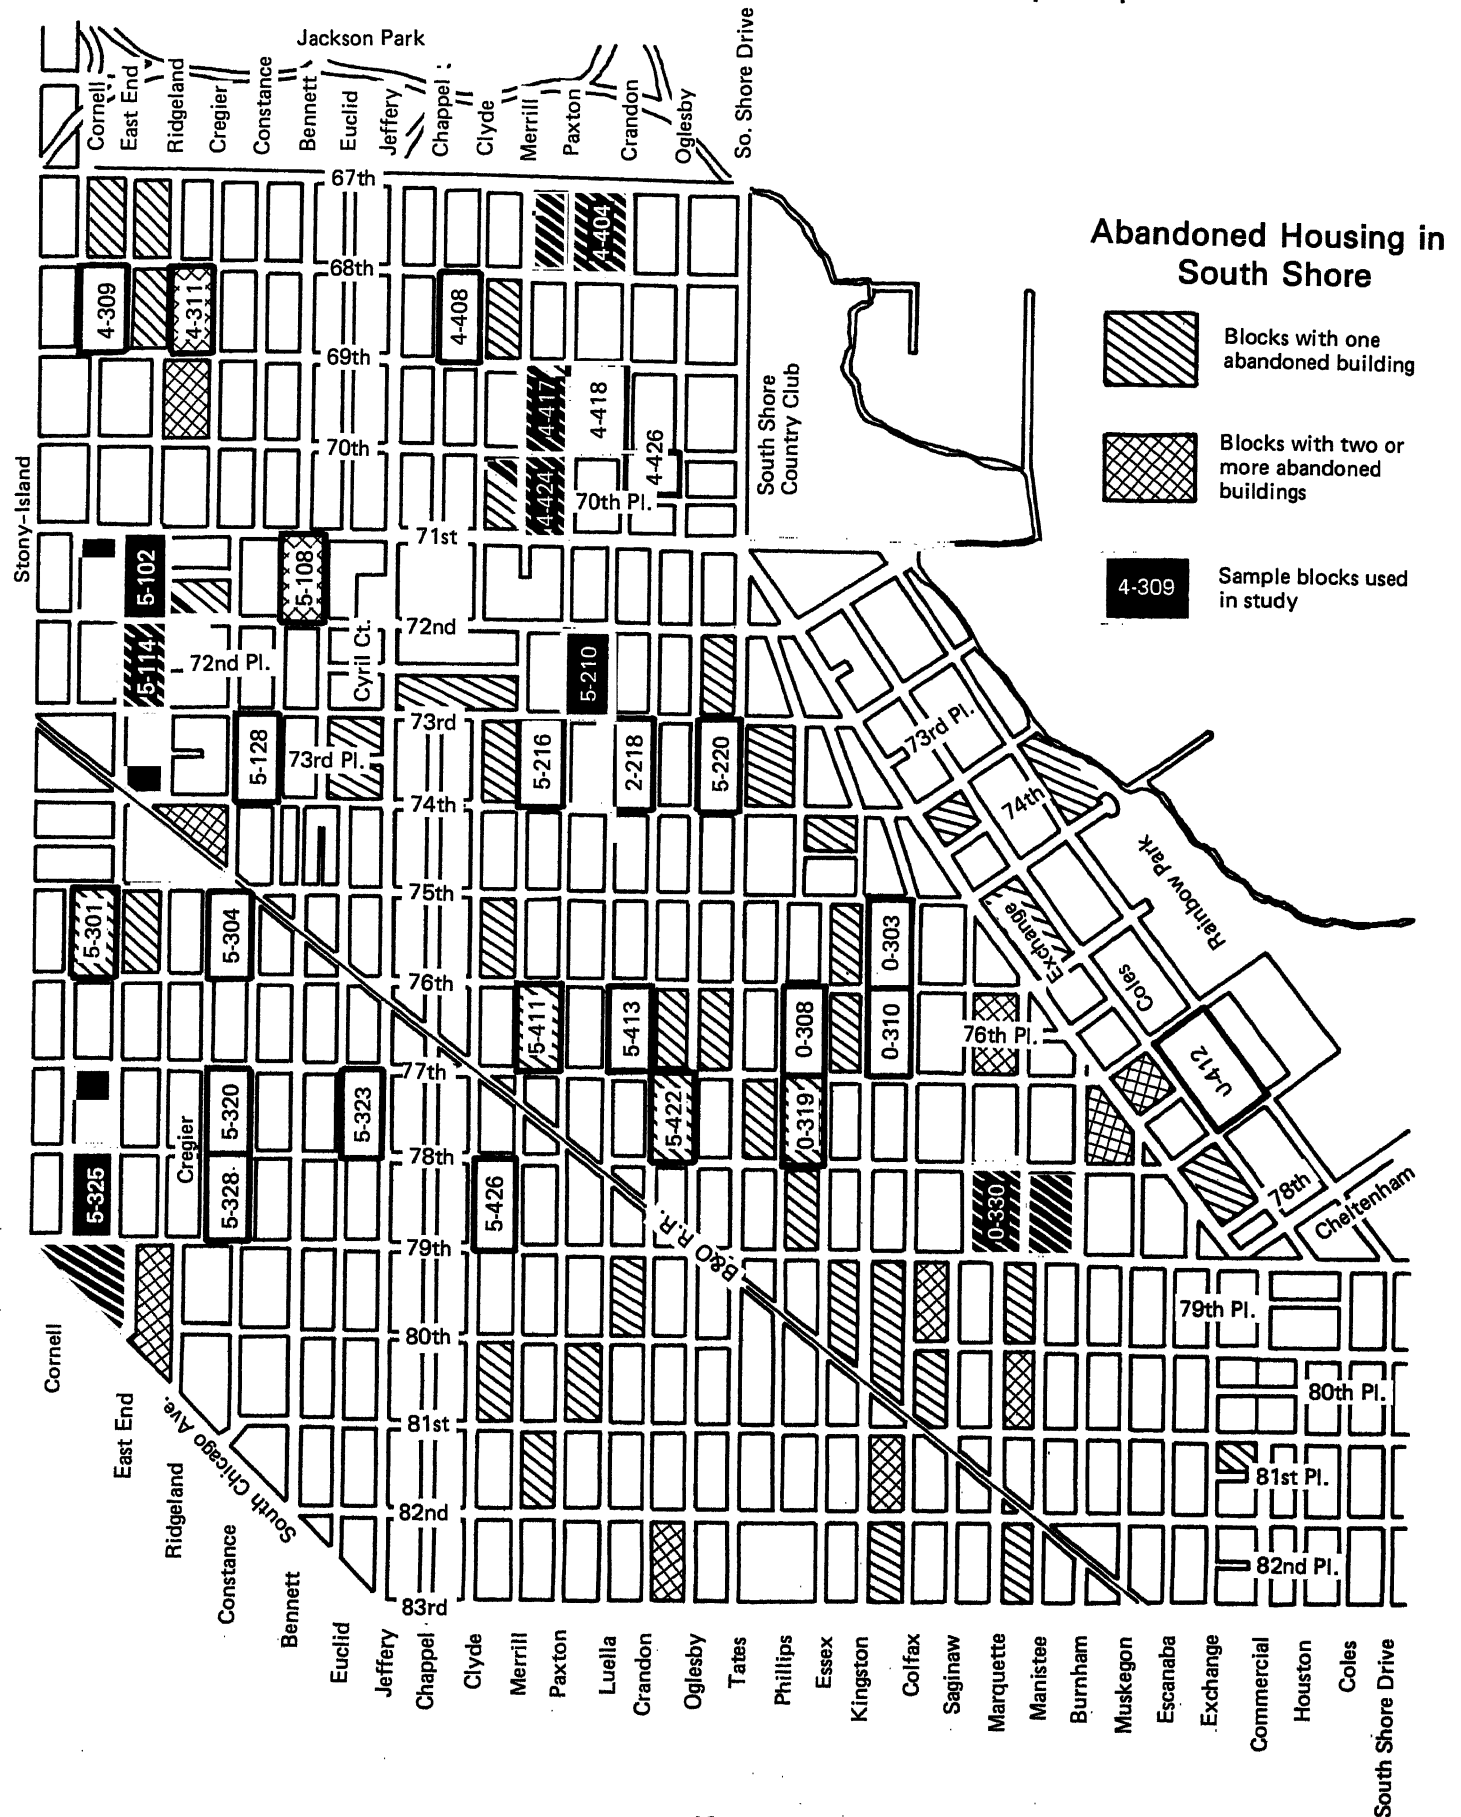 Jackson Park
So. Shore Drive
Cornell
East End
Ridgeland
Cregier
Constance
Bennett
Euclid
Jeffery
Chappel
Clyde
Merrill
Paxton
Crandon
Oglesby
67th
4-404
Abandoned Housing in
South Shore
68th
4-309
4-311
4-408
Blocks with one
abandoned building
69th
4-417
4-418
4-426
South Shore
Country Club
70th
Blocks with two or
more abandoned
buildings
Stony-Island
4-424
70th Pl.
71st
5-102
5-108
4-309
Sample blocks used
in study
72nd
Cyril Ct.
5-114
72nd Pl.
5-210
73rd
73rd Pl.
5-128
73rd Pl.
5-216
2-218
5-220
74th
74th
Rainbow Park
75th
5-301
5-304
0-303
Exchange
76th
Coles
5-411
5-413
0-308
0-310
76th Pl.
0-412
77th
5-320
5-323
5-422
0-319
Cregier
78th
5-325
5-328
5-426
0-330
78th
Cheltenham
79th
B&O R.R.
79th Pl.
80th
Cornell
80th Pl.
81st
East End
South Chicago Ave.
Ridgeland
81st Pl.
82nd
Constance
82nd Pl.
Bennett
83rd
Euclid
Jeffery
Chappel
Clyde
Merrill
Paxton
Luella
Crandon
Oglesby
Tates
Phillips
Essex
Kingston
Colfax
Saginaw
Marquette
Manistee
Burnham
Muskegon
Escanaba
Exchange
Commercial
Houston
Coles
South Shore Drive